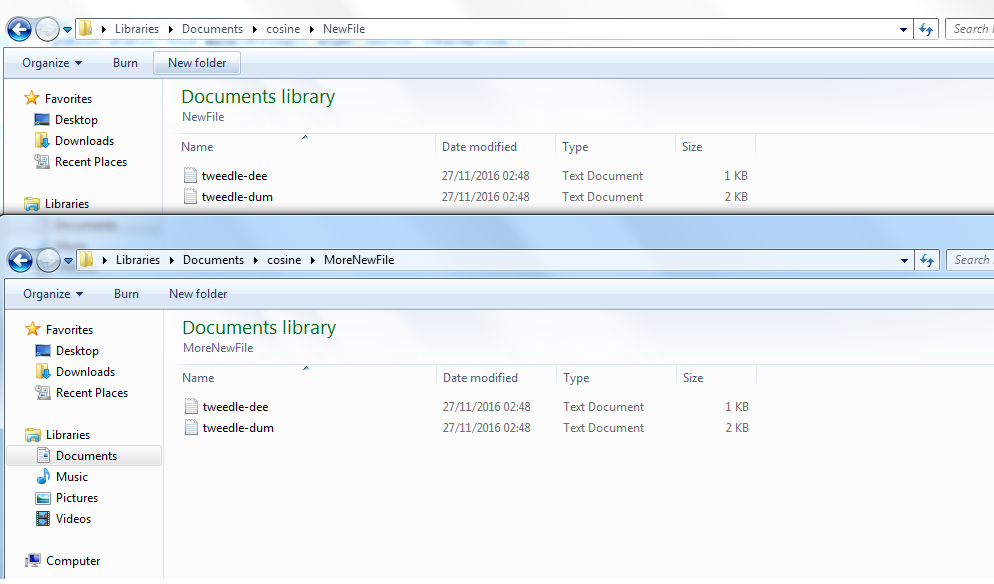 Libraries Documents cosine NewFile Search
Organize Burn New folder
Favorites
Desktop
Downloads
Recent Places
Libraries
Documents library
NewFile
Name Date modified Type Size
tweedle-dee 27/11/2016 02:48 Text Document 1 KB
tweedle-dum 27/11/2016 02:48 Text Document 2 KB
Libraries Documents cosine MoreNewFile Search
Organize Burn New folder
Favorites
Desktop
Downloads
Recent Places
Libraries
Documents
Music
Pictures
Videos
Computer
Documents library
MoreNewFile
Name Date modified Type Size
tweedle-dee 27/11/2016 02:48 Text Document 1 KB
tweedle-dum 27/11/2016 02:48 Text Document 2 KB